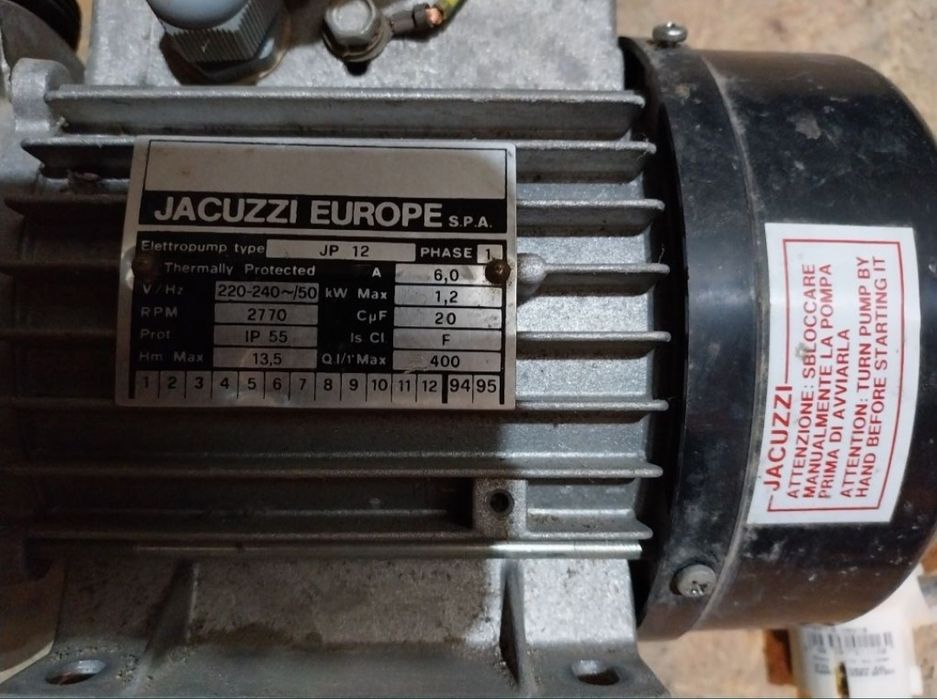 JACUZZI EUROPE S.P.A.
Elettropump type JP 12 PHASE 1
Thermally Protected A 6,0
V/Hz 220-240~/50 kW Max 1,2
RPM 2770 CµF 20
Prot. IP 55 Is.Cl. F
Hm Max 13,5 Q l/1' Max 400
1 2 3 4 5 6 7 8 9 10 11 12 94 95
JACUZZI
ATTENZIONE: SBLOCCARE
MANUALMENTE LA POMPA
PRIMA DI AVVIARLA
ATTENTION: TURN PUMP BY
HAND BEFORE STARTING IT